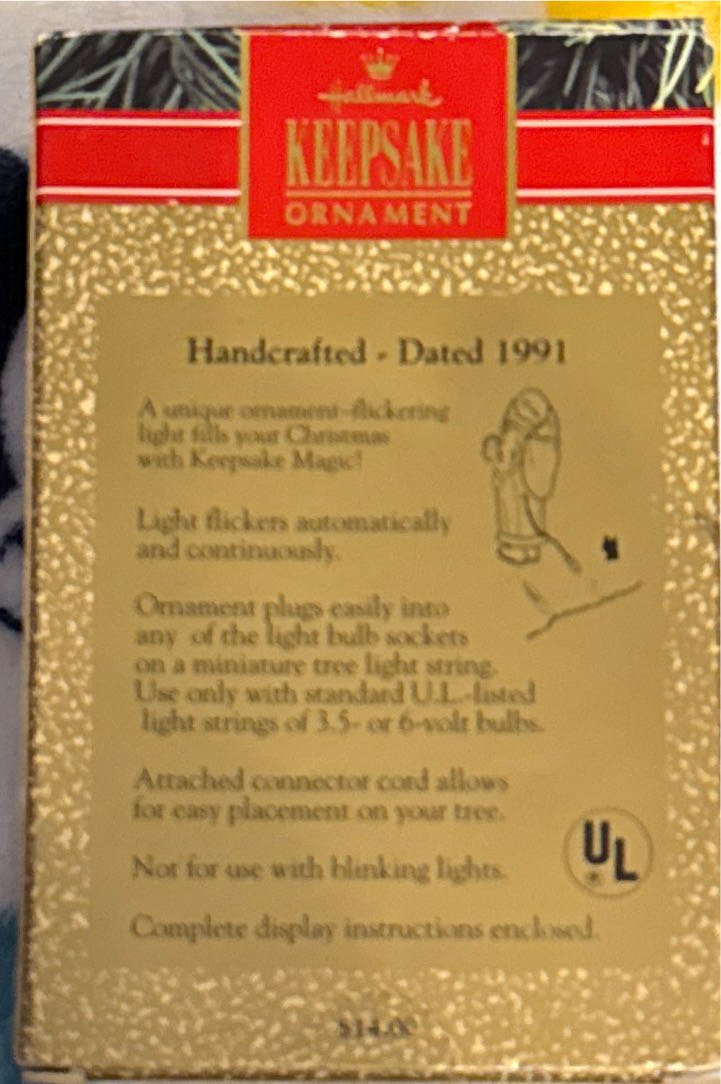 Hallmark
KEEPSAKE
ORNAMENT
Handcrafted - Dated 1991
A unique ornament-flickering
light fills your Christmas
with Keepsake Magic!
Light flickers automatically
and continuously.
Ornament plugs easily into
any of the light bulb sockets
on a miniature tree light string.
Use only with standard U.L.-listed
light strings of 3.5- or 6-volt bulbs.
Attached connector cord allows
for easy placement on your tree.
UL
®
Not for use with blinking lights.
Complete display instructions enclosed.
$14.00